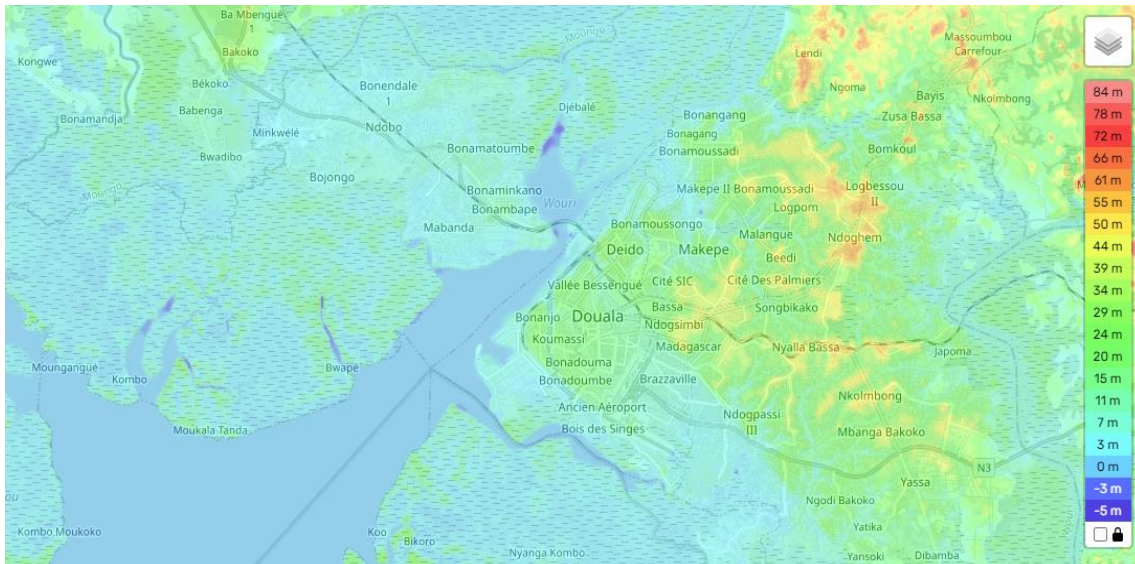 Ba Mbengue
1
Bakoko
Kongwe
Bonamandja
Békoko
Babenga
Minkwélé
Bwadibo
Bonendale
1
Ndobo
Bojongo
Moungo
Moungo
Djébalé
Bonamatoumbe
Bonaminkano
Bonambape
Mabanda
Wouri
Lendi
Ngoma
Massoumbou
Carrefour
Bayis
Nkolmbong
Zusa Bassa
Bonangang
Bonagang
Bonamoussadi
Bomkoul
Makepe II
Bonamoussadi
Logbessou
II
Logpom
Bonamoussongo
Malangue
Ndoghem
Deido
Makepe
Beedi
Cité SIC
Cité Des Palmiers
Vallée Bessengue
Bassa
Songbikako
Bonanjo
Douala
Ndogsimbi
Koumassi
Madagascar
Nyalla Bassa
Japoma
Bonadouma
Bonadoumbe
Brazzaville
Ancien Aéroport
Bois des Singes
Ndogpassi
III
Nkolmbong
Mbanga Bakoko
N3
Yassa
Ngodi Bakoko
Yatika
Yansoki
Dibamba
Moungangué
Kombo
Bwapè
Moukala Tanda
Kombo Moukoko
Koo
Bikoro
Nyanga Kombo
84 m
78 m
72 m
66 m
61 m
55 m
50 m
44 m
39 m
34 m
29 m
24 m
20 m
15 m
11 m
7 m
3 m
0 m
-3 m
-5 m